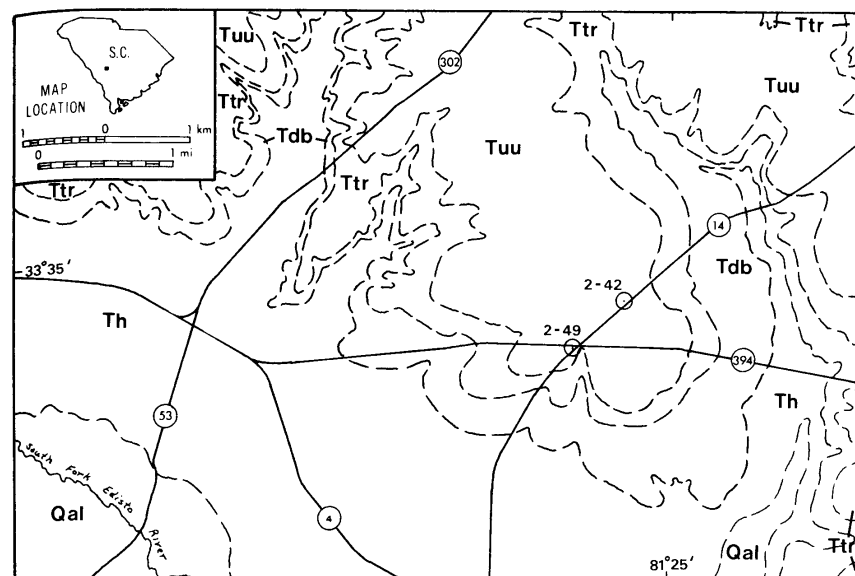 S.C.
MAP
LOCATION
1 0 1 km
0 1 mi
Tuu
Ttr
Tdb
Ttr
302
Ttr
Tuu
Ttr
Ttr
Tuu
14
Tdb
33°35'
2-42
2-49
Th
394
Th
53
South Fork Edisto River
Qal
4
81°25'
Qal
Ttr